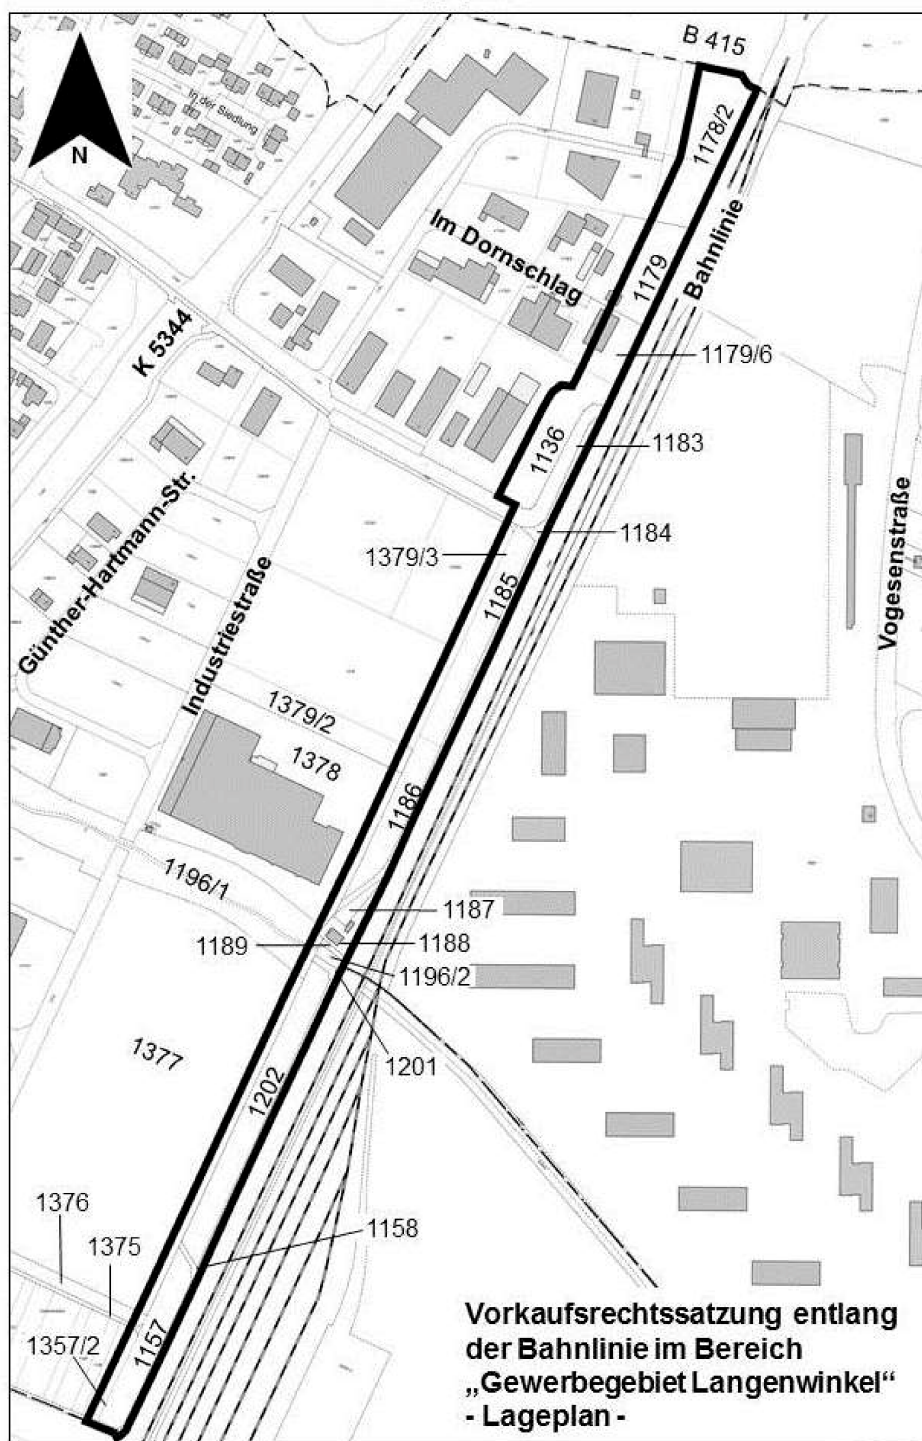 B 415
In der Siedlung
N
1178/2
Im Dornschlag
Bahnlinie
1179
K 5344
1179/6
1136
1183
Günther-Hartmann-Str.
Vogesenstraße
1184
1379/3
1185
Industriestraße
1379/2
1378
1186
1196/1
1187
1189
1188
1196/2
1377
1201
1202
1376
1158
1375
1357/2
1157
Vorkaufsrechtssatzung entlang
der Bahnlinie im Bereich
„Gewerbegebiet Langenwinkel“
- Lageplan -